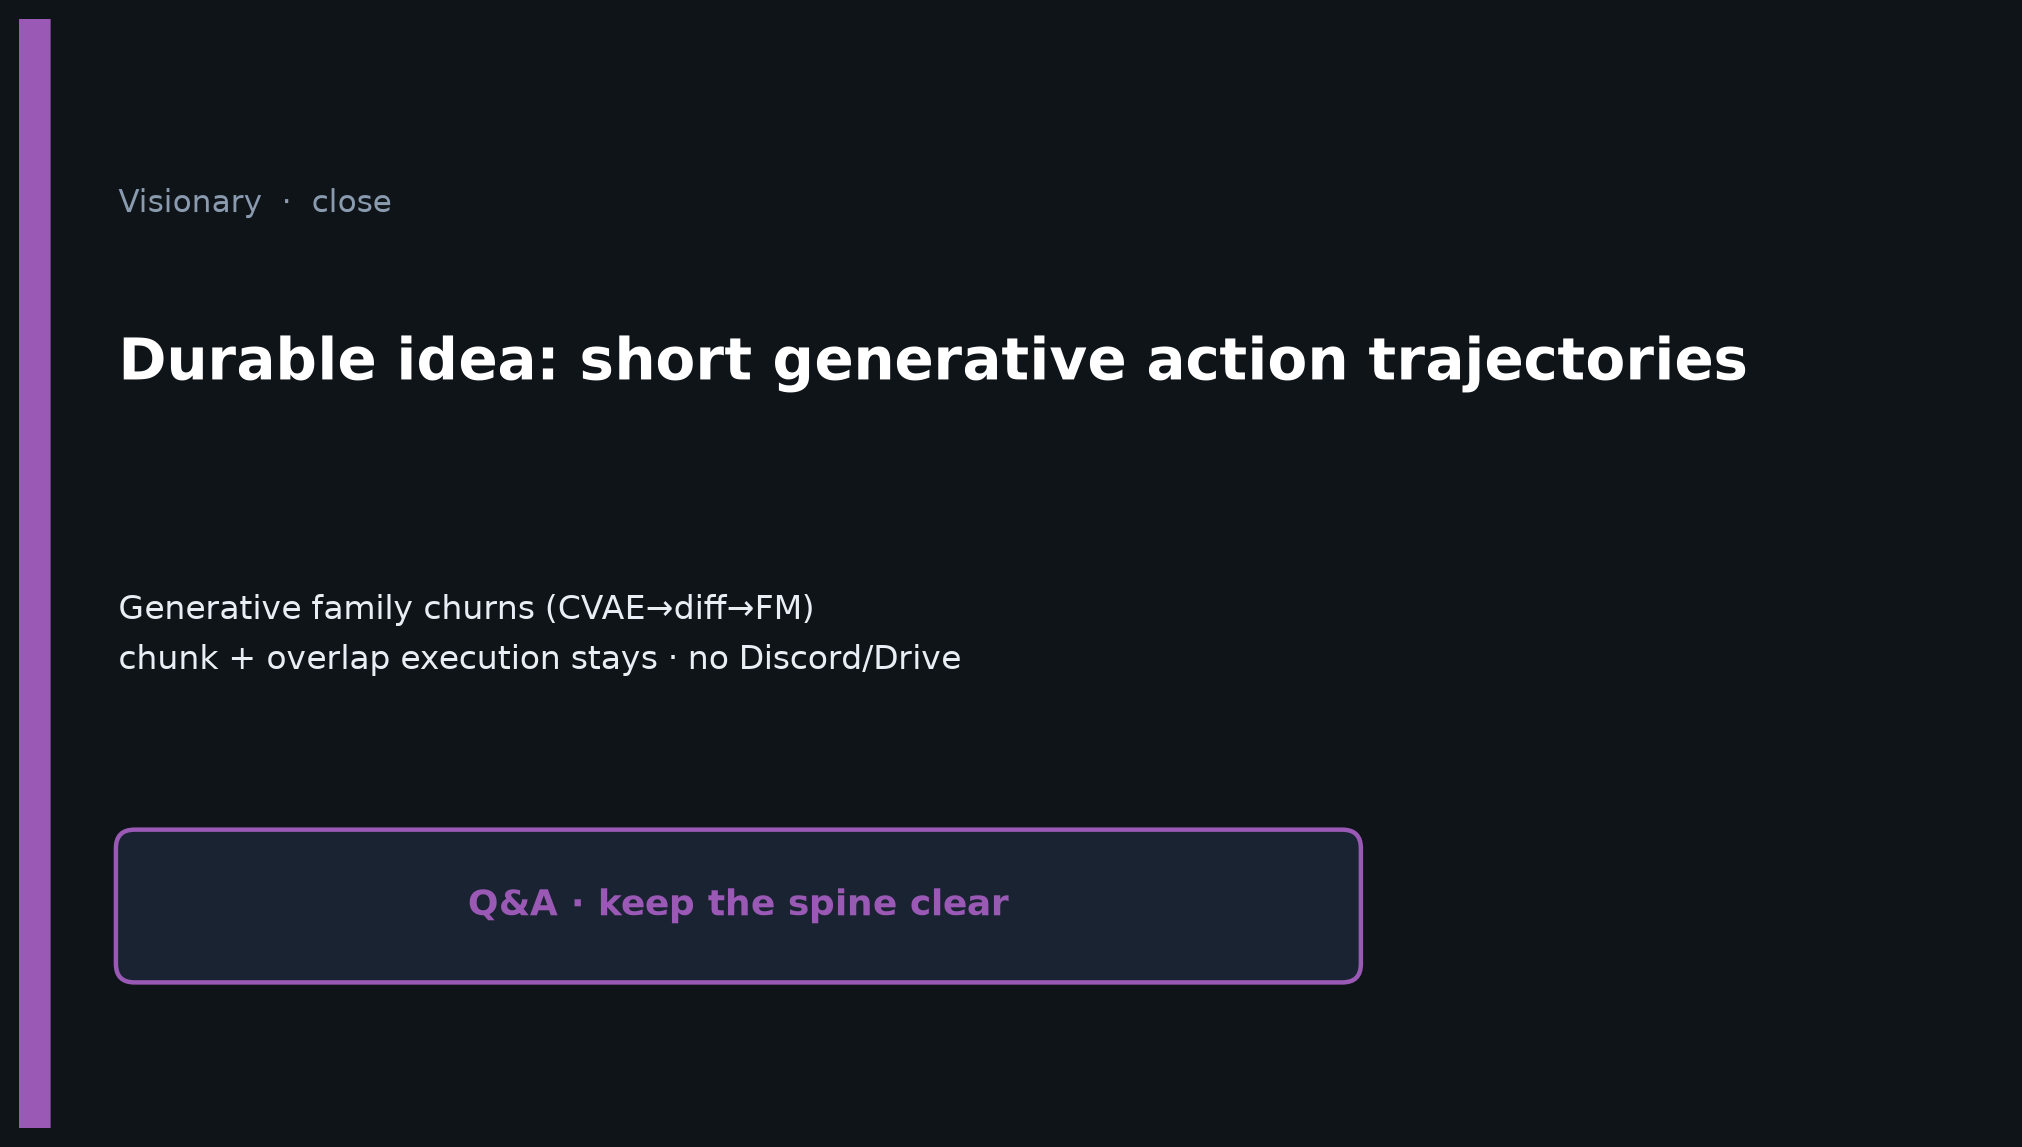 Visionary · close
Durable idea: short generative action trajectories
Generative family churns (CVAE→diff→FM)
chunk + overlap execution stays · no Discord/Drive
Q&A · keep the spine clear